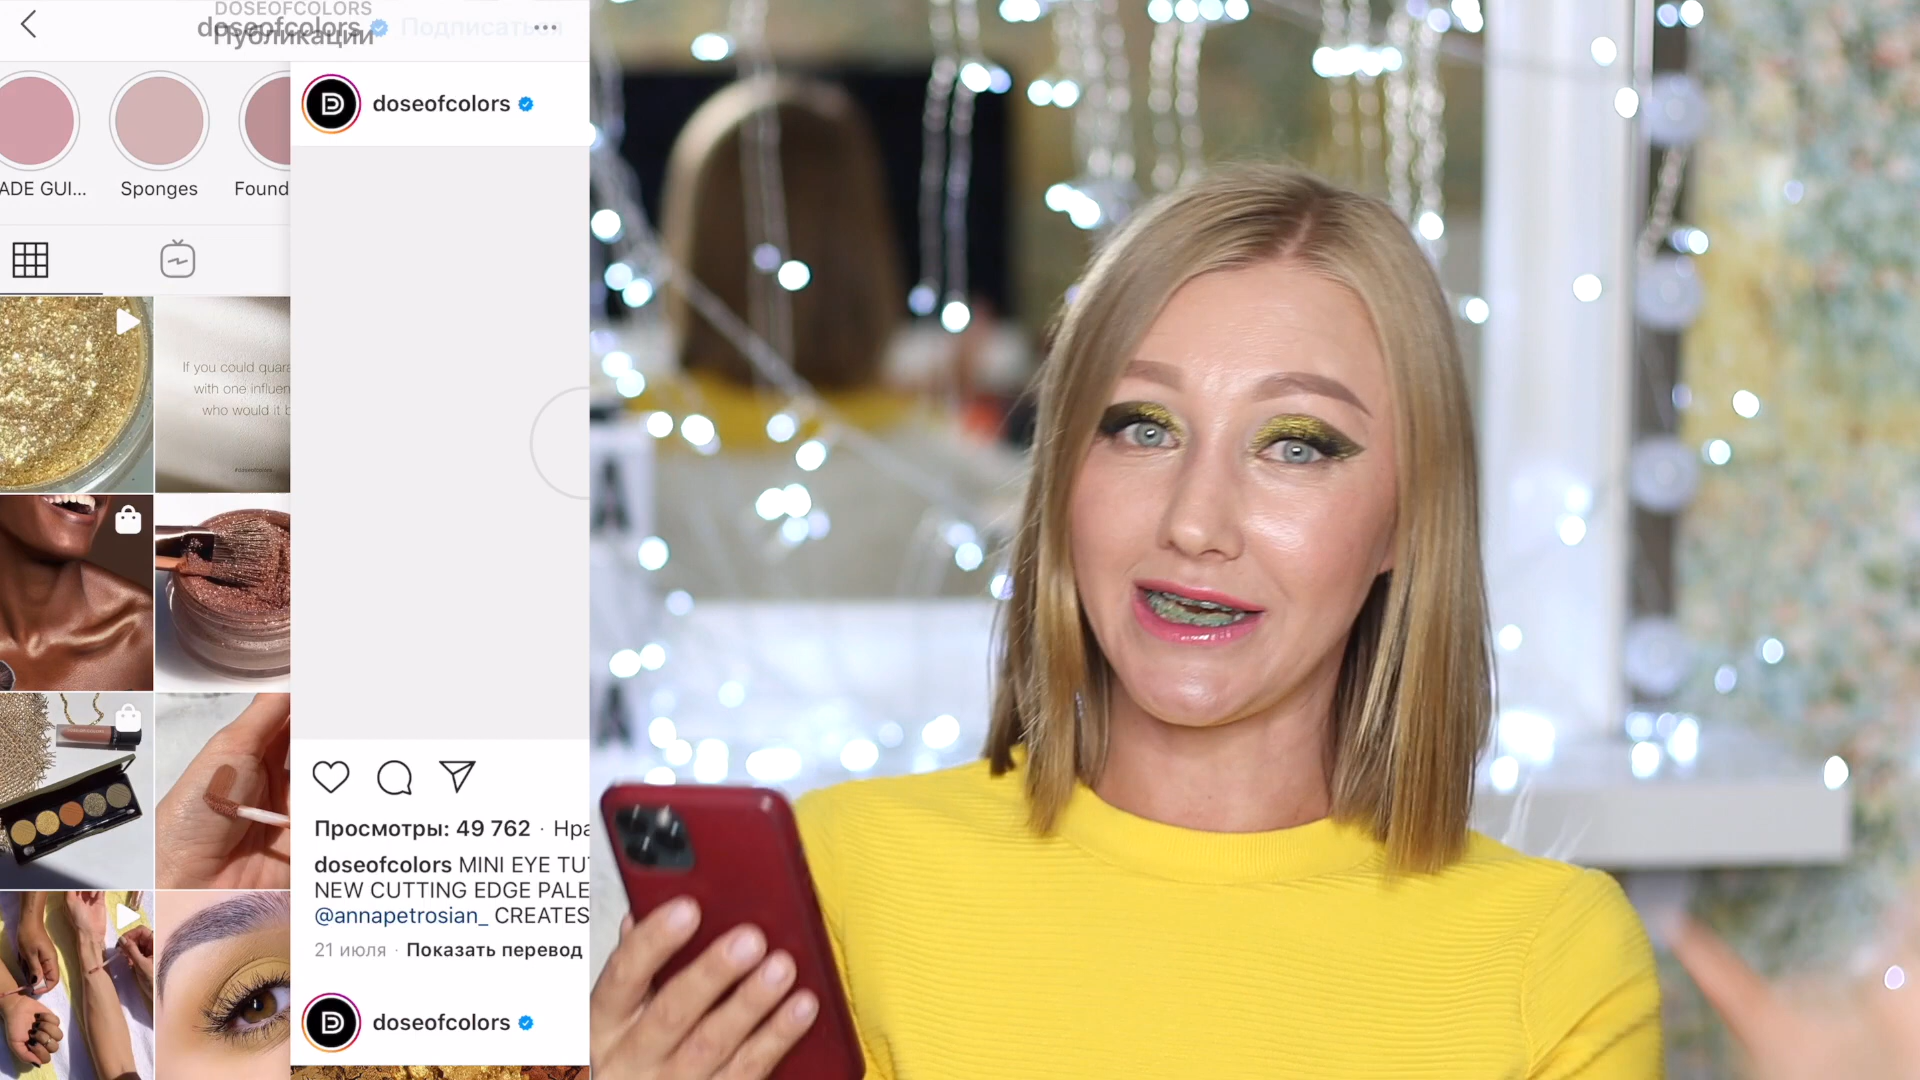 DOSEOFCOLORS
doseofcolors Подписаться
Публикации
doseofcolors
ADE GUI...
Sponges
Found
If you could quara
with one influen
who would it b
Просмотры: 49 762 · Нра
doseofcolors MINI EYE TU
NEW CUTTING EDGE PALE
@annapetrosian_ CREATES
21 июля · Показать перевод
doseofcolors